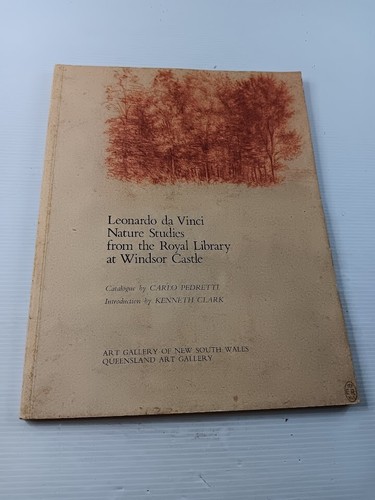 Leonardo da Vinci
Nature Studies
from the Royal Library
at Windsor Castle
Catalogue by CARLO PEDRETTI
Introduction by KENNETH CLARK
ART GALLERY OF NEW SOUTH WALES
QUEENSLAND ART GALLERY